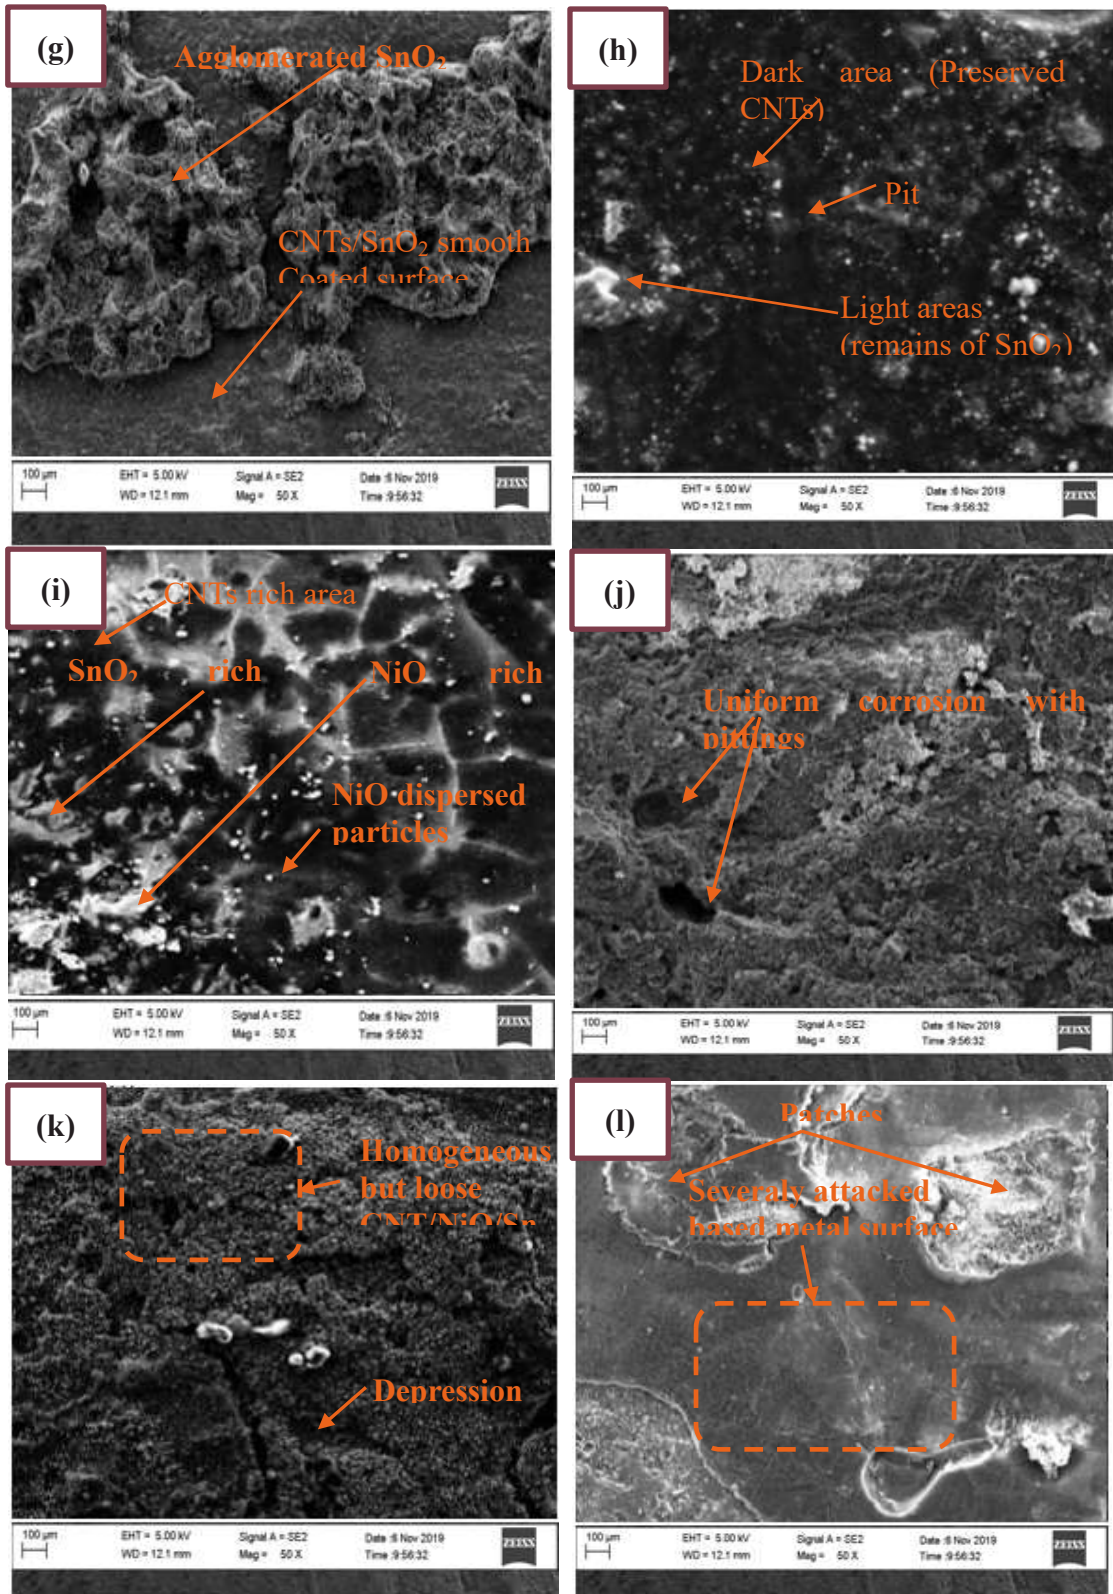 (g)
Agglomerated SnO₂
CNTs/SnO₂ smooth
Coated surface
100 µm
EHT = 5.00 kV
Signal A = SE2
Date :6 Nov 2019
WD = 12.1 mm
Mag = 50 X
Time :9:56:32
ZEISS
(h)
Dark area (Preserved
CNTs)
Pit
Light areas
(remains of SnO₂)
100 µm
EHT = 5.00 kV
Signal A = SE2
Date :6 Nov 2019
WD = 12.1 mm
Mag = 50 X
Time :9:56:32
ZEISS
(i)
CNTs rich area
SnO₂ rich
NiO rich
NiO dispersed
particles
100 µm
EHT = 5.00 kV
Signal A = SE2
Date :6 Nov 2019
WD = 12.1 mm
Mag = 50 X
Time :9:56:32
ZEISS
(j)
Uniform corrosion with
pittings
100 µm
EHT = 5.00 kV
Signal A = SE2
Date :6 Nov 2019
WD = 12.1 mm
Mag = 50 X
Time :9:56:32
ZEISS
(k)
Homogeneous
but loose
CNT/NiO/Sn
Depression
100 µm
EHT = 5.00 kV
Signal A = SE2
Date :6 Nov 2019
WD = 12.1 mm
Mag = 50 X
Time :9:56:32
ZEISS
(l)
Patches
Severaly attacked
based metal surface
100 µm
EHT = 5.00 kV
Signal A = SE2
Date :6 Nov 2019
WD = 12.1 mm
Mag = 50 X
Time :9:56:32
ZEISS